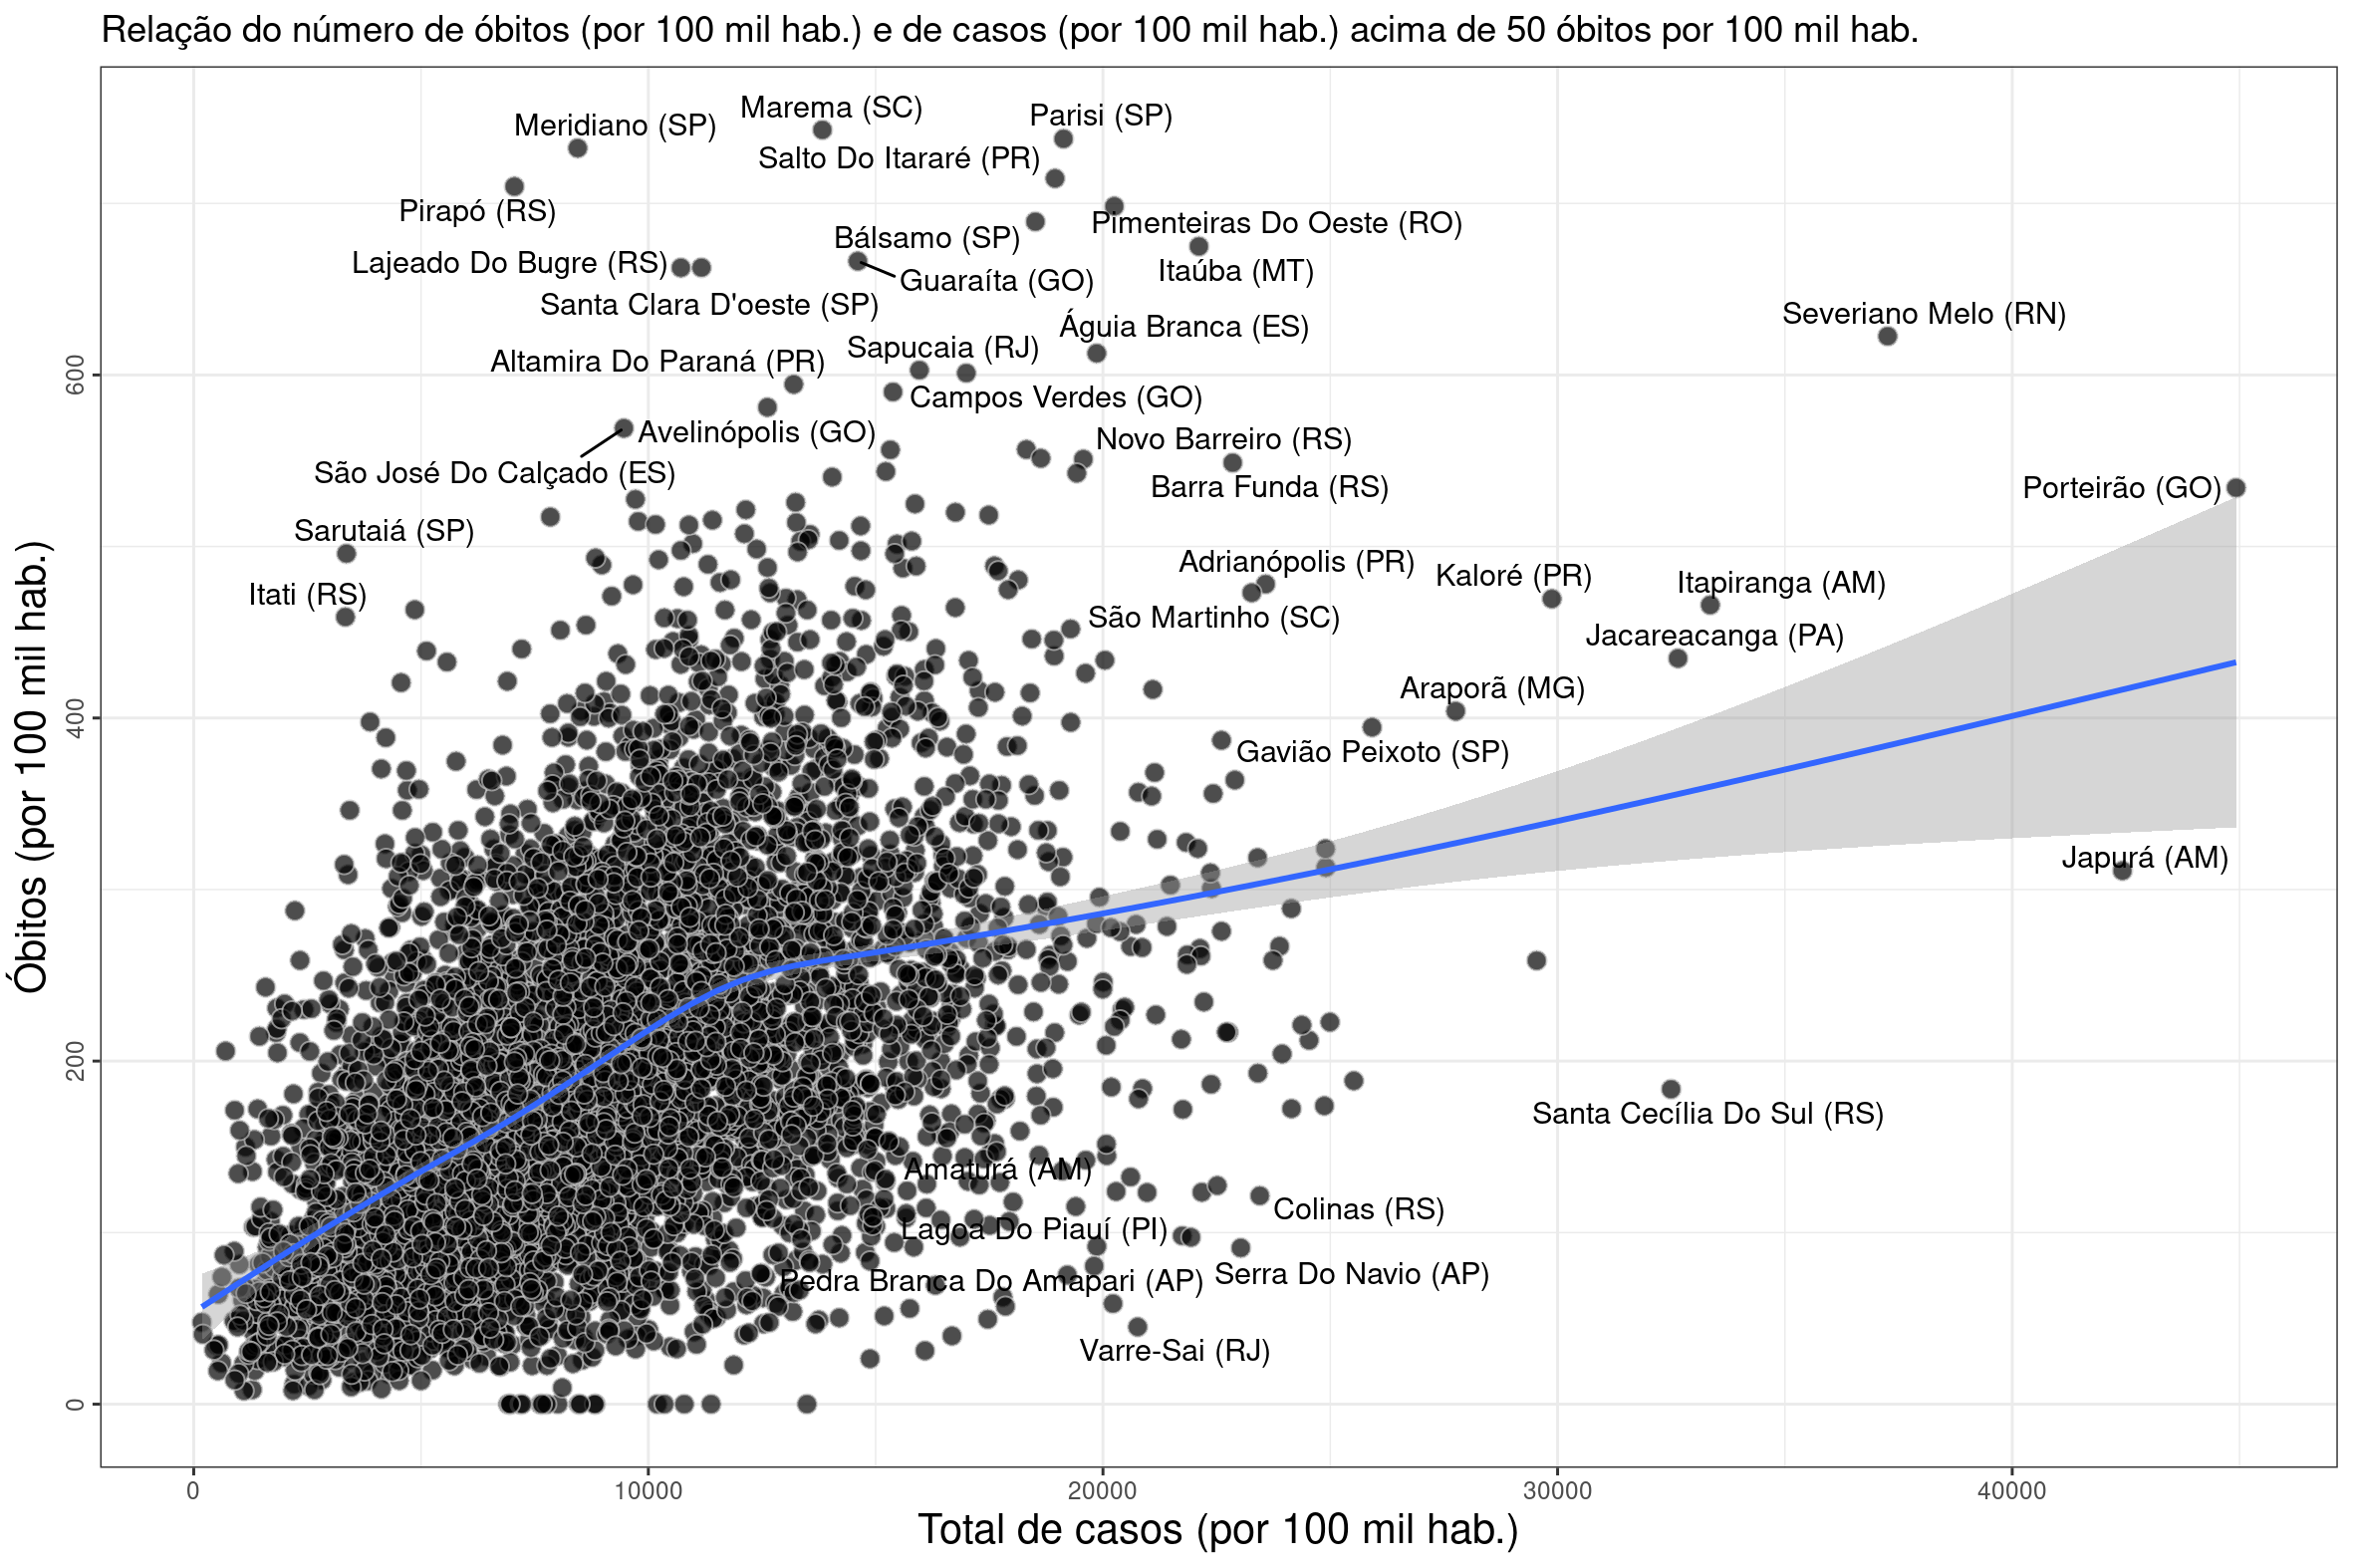 Relação do número de óbitos (por 100 mil hab.) e de casos (por 100 mil hab.) acima de 50 óbitos por 100 mil hab.
Marema (SC)
Parisi (SP)
Meridiano (SP)
Salto Do Itararé (PR)
Pirapó (RS)
Pimenteiras Do Oeste (RO)
Bálsamo (SP)
Lajeado Do Bugre (RS)
Itaúba (MT)
Guaraíta (GO)
Santa Clara D'oeste (SP)
Severiano Melo (RN)
Águia Branca (ES)
Sapucaia (RJ)
Altamira Do Paraná (PR)
Campos Verdes (GO)
Avelinópolis (GO)
Novo Barreiro (RS)
São José Do Calçado (ES)
Barra Funda (RS)
Porteirão (GO)
Sarutaiá (SP)
Adrianópolis (PR)
Kaloré (PR)
Itapiranga (AM)
Itati (RS)
São Martinho (SC)
Jacareacanga (PA)
Araporã (MG)
Gavião Peixoto (SP)
Japurá (AM)
Santa Cecília Do Sul (RS)
Amaturá (AM)
Colinas (RS)
Lagoa Do Piauí (PI)
Serra Do Navio (AP)
Pedra Branca Do Amapari (AP)
Varre-Sai (RJ)
600
400
200
0
Óbitos (por 100 mil hab.)
0
10000
20000
30000
40000
Total de casos (por 100 mil hab.)